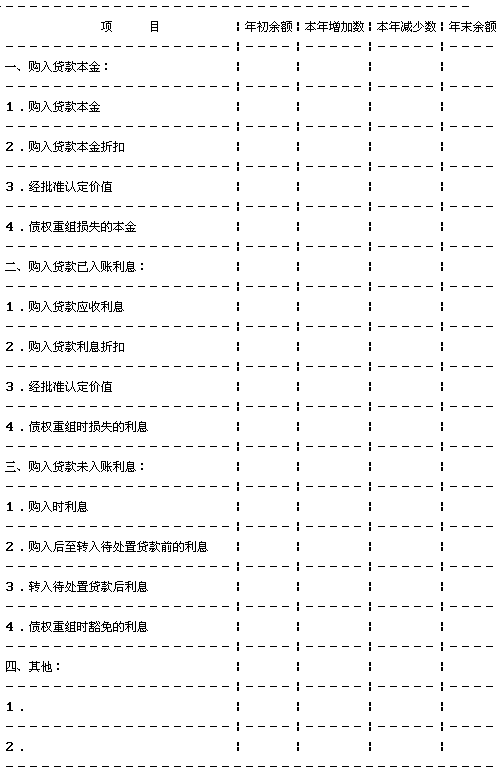 项 目 年初余额 本年增加数 本年减少数 年末余额
一、购入贷款本金：
1．购入贷款本金
2．购入贷款本金折扣
3．经批准认定价值
4．债权重组损失的本金
二、购入贷款已入账利息：
1．购入贷款应收利息
2．购入贷款利息折扣
3．经批准认定价值
4．债权重组时损失的利息
三、购入贷款未入账利息：
1．购入时利息
2．购入后至转入待处置贷款前的利息
3．转入待处置贷款后利息
4．债权重组时豁免的利息
四、其他：
1．
2．